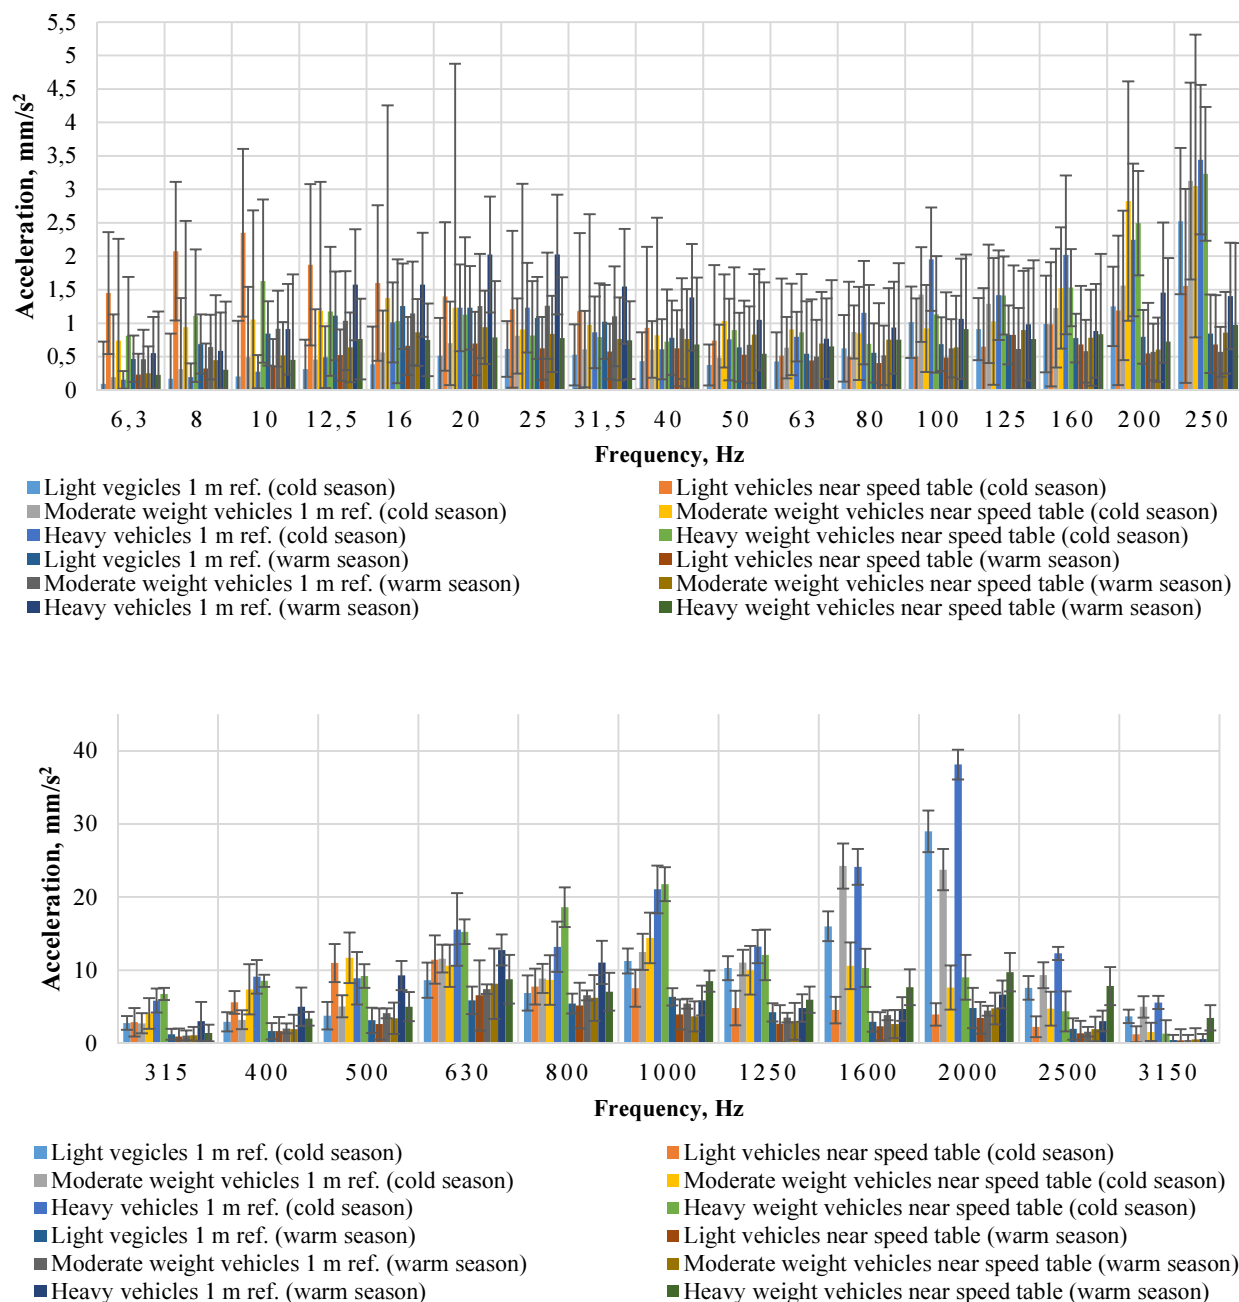 5,5
5
4,5
4
3,5
3
2,5
2
1,5
1
0,5
0
Acceleration, mm/s²
6,3 8 10 12,5 16 20 25 31,5 40 50 63 80 100 125 160 200 250
Frequency, Hz
Light vegicles 1 m ref. (cold season)
Light vehicles near speed table (cold season)
Moderate weight vehicles 1 m ref. (cold season)
Moderate weight vehicles near speed table (cold season)
Heavy vehicles 1 m ref. (cold season)
Heavy weight vehicles near speed table (cold season)
Light vegicles 1 m ref. (warm season)
Light vehicles near speed table (warm season)
Moderate weight vehicles 1 m ref. (warm season)
Moderate weight vehicles near speed table (warm season)
Heavy vehicles 1 m ref. (warm season)
Heavy weight vehicles near speed table (warm season)
40
30
20
10
0
Acceleration, mm/s²
315 400 500 630 800 1000 1250 1600 2000 2500 3150
Frequency, Hz
Light vegicles 1 m ref. (cold season)
Light vehicles near speed table (cold season)
Moderate weight vehicles 1 m ref. (cold season)
Moderate weight vehicles near speed table (cold season)
Heavy vehicles 1 m ref. (cold season)
Heavy weight vehicles near speed table (cold season)
Light vegicles 1 m ref. (warm season)
Light vehicles near speed table (warm season)
Moderate weight vehicles 1 m ref. (warm season)
Moderate weight vehicles near speed table (warm season)
Heavy vehicles 1 m ref. (warm season)
Heavy weight vehicles near speed table (warm season)